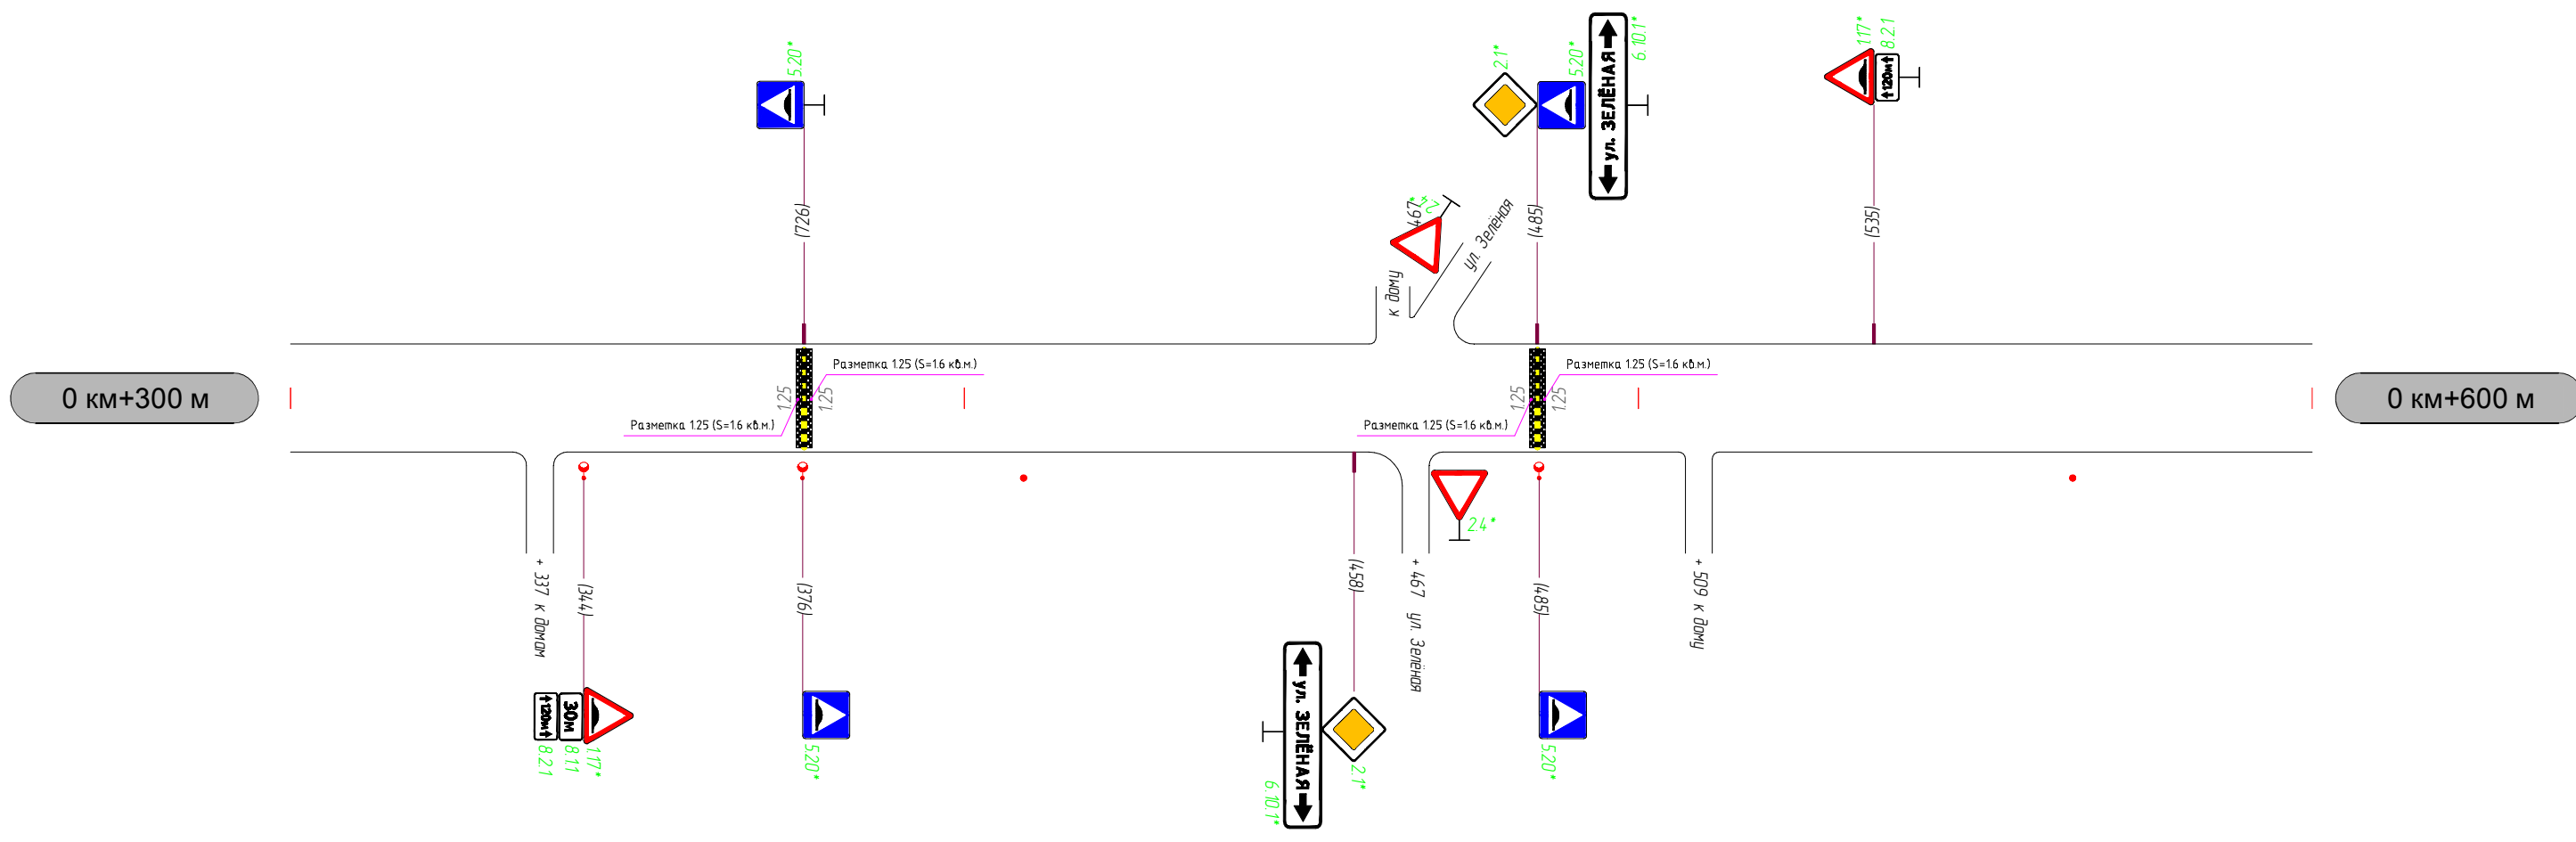 5.20*
2.1*
5.20*
ул. ЗЕЛЁНАЯ
6.10.1*
1.17*
8.2.1
120м
(726)
467
2.4*
ул. Зелёная
к дому
(485)
(535)
0 км+300 м
Разметка 1.25 (S=1.6 кв.м.)
1.25
1.25
Разметка 1.25 (S=1.6 кв.м.)
Разметка 1.25 (S=1.6 кв.м.)
1.25
1.25
Разметка 1.25 (S=1.6 кв.м.)
0 км+600 м
2.4*
+ 337 к домам
(344)
(376)
(458)
+ 467 ул. Зелёная
(485)
+ 509 к дому
120м
30м
8.2.1
8.1.1
1.17*
5.20*
ул. ЗЕЛЁНАЯ
6.10.1*
2.1*
5.20*